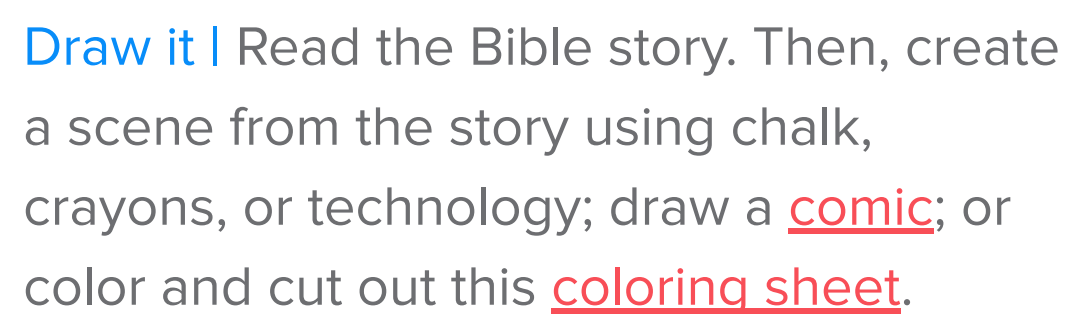 Draw it | Read the Bible story. Then, create
a scene from the story using chalk,
crayons, or technology; draw a comic; or
color and cut out this coloring sheet.